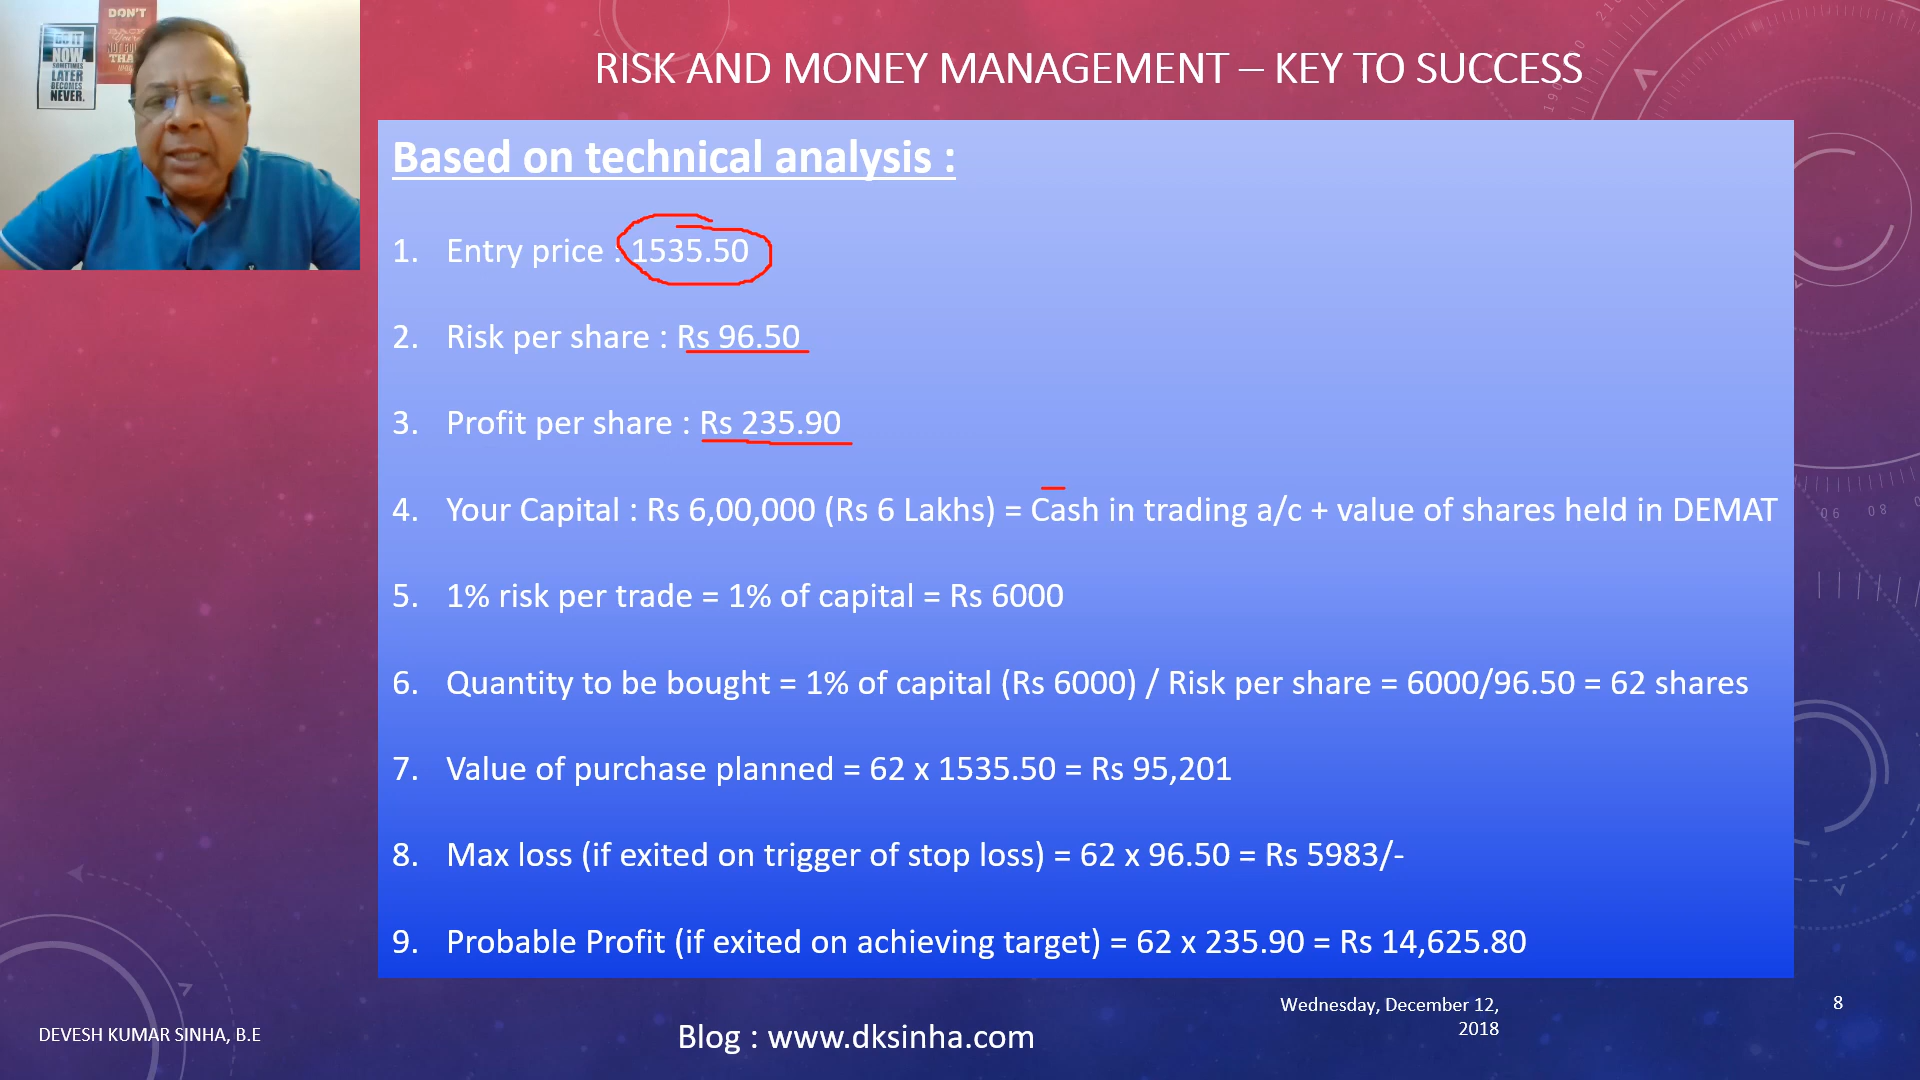 DON'T
DO IT
NOW.
SOMETIMES
LATER
BECOMES
NEVER.
RISK AND MONEY MANAGEMENT – KEY TO SUCCESS
Based on technical analysis :
1. Entry price : 1535.50
2. Risk per share : Rs 96.50
3. Profit per share : Rs 235.90
4. Your Capital : Rs 6,00,000 (Rs 6 Lakhs) = Cash in trading a/c + value of shares held in DEMAT
5. 1% risk per trade = 1% of capital = Rs 6000
6. Quantity to be bought = 1% of capital (Rs 6000) / Risk per share = 6000/96.50 = 62 shares
7. Value of purchase planned = 62 x 1535.50 = Rs 95,201
8. Max loss (if exited on trigger of stop loss) = 62 x 96.50 = Rs 5983/-
9. Probable Profit (if exited on achieving target) = 62 x 235.90 = Rs 14,625.80
DEVESH KUMAR SINHA, B.E
Blog : www.dksinha.com
Wednesday, December 12,
2018
8